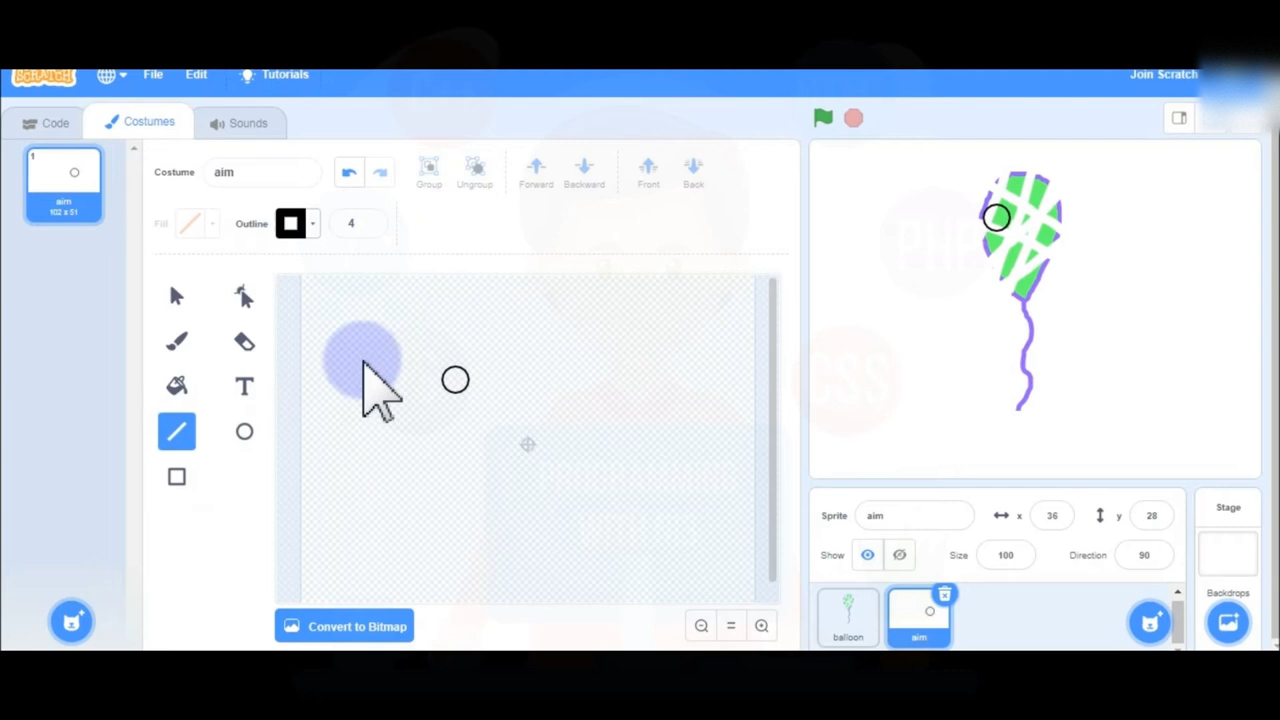 SCRATCH
File
Edit
Tutorials
Join Scratch
Code
Costumes
Sounds
1
aim
102 x 51
Costume
aim
Group
Ungroup
Forward
Backward
Front
Back
Fill
Outline
4
T
PHP
CSS
Convert to Bitmap
Sprite
aim
x
36
y
28
Show
Size
100
Direction
90
balloon
aim
Stage
Backdrops